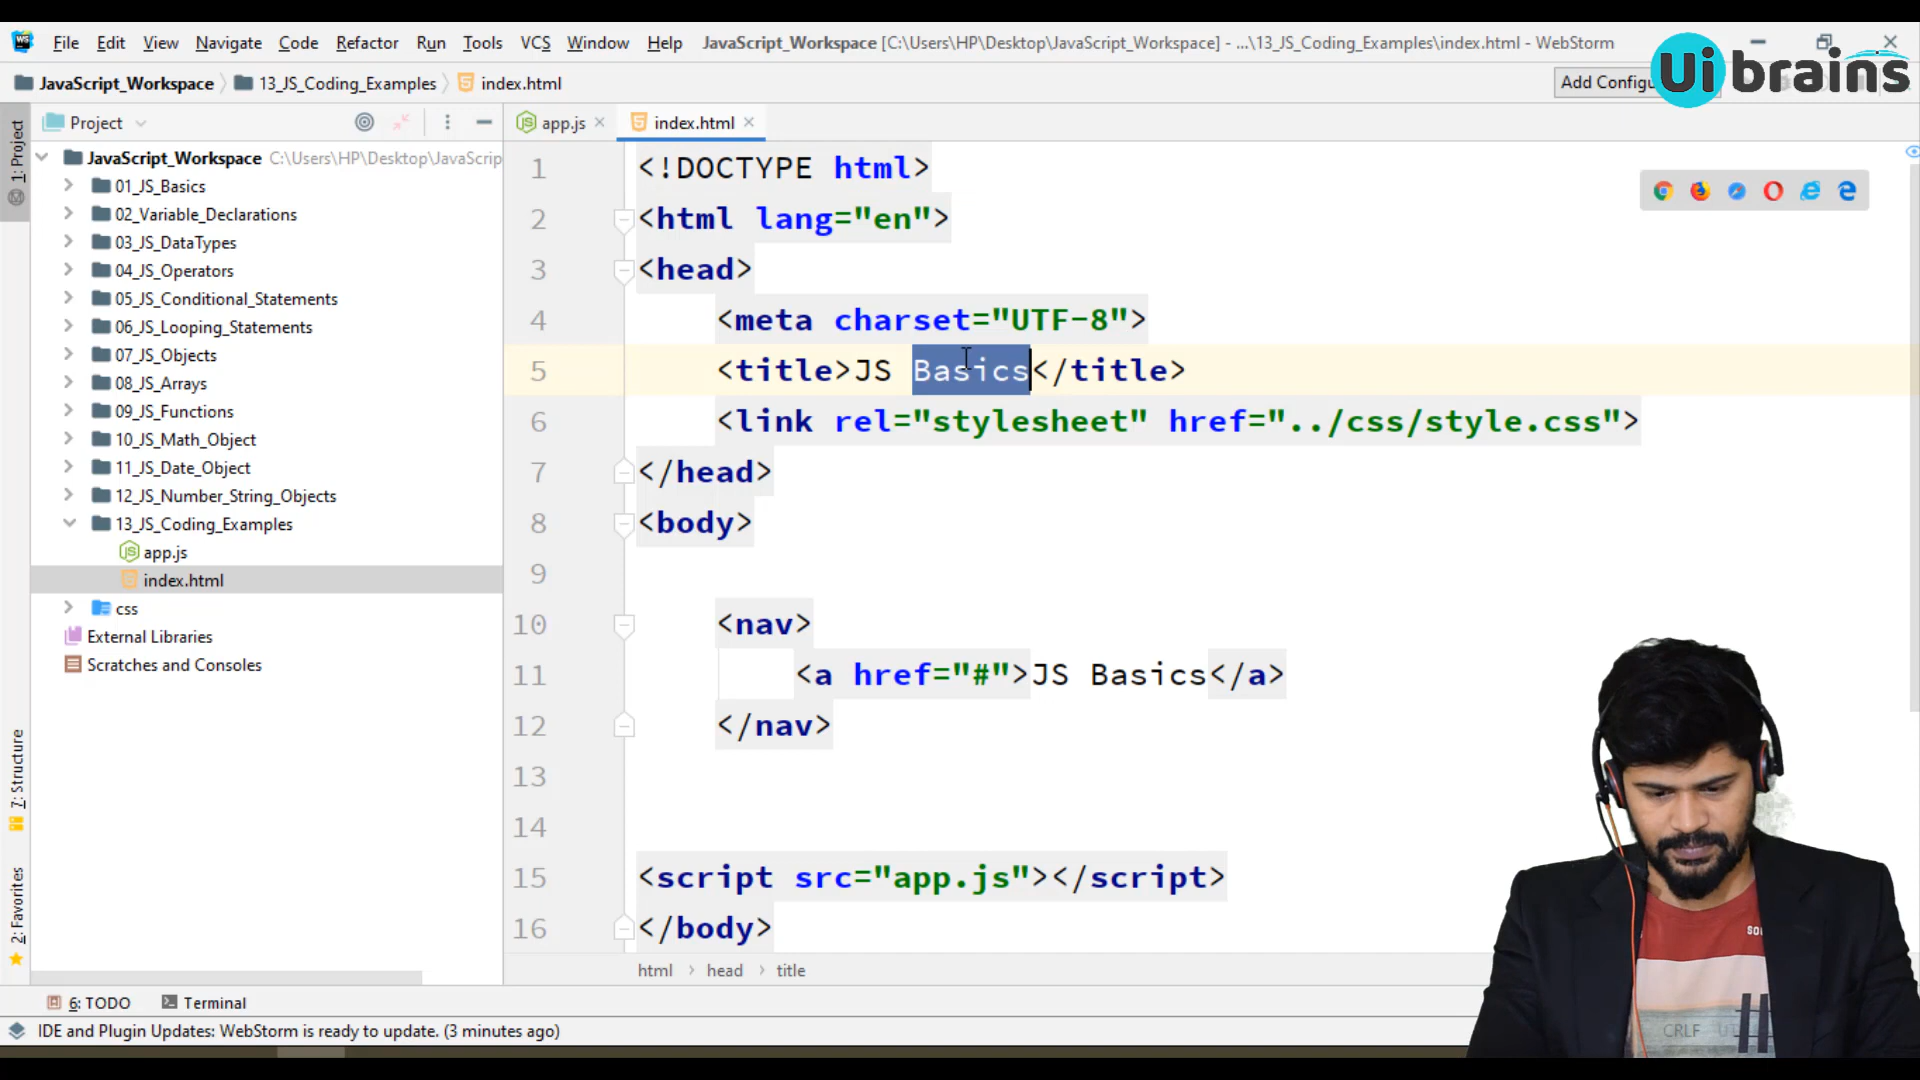 File Edit View Navigate Code Refactor Run Tools VCS Window Help JavaScript_Workspace [C:\Users\HP\Desktop\JavaScript_Workspace] - ...\13_JS_Coding_Examples\index.html - WebStorm
JavaScript_Workspace 13_JS_Coding_Examples index.html Add Config
Ui brains
1: Project
Project
app.js index.html
JavaScript_Workspace C:\Users\HP\Desktop\JavaScrip
01_JS_Basics
02_Variable_Declarations
03_JS_DataTypes
04_JS_Operators
05_JS_Conditional_Statements
06_JS_Looping_Statements
07_JS_Objects
08_JS_Arrays
09_JS_Functions
10_JS_Math_Object
11_JS_Date_Object
12_JS_Number_String_Objects
13_JS_Coding_Examples
app.js
index.html
css
External Libraries
Scratches and Consoles
7: Structure
2: Favorites
1 <!DOCTYPE html>
2 <html lang="en">
3 <head>
4 <meta charset="UTF-8">
5 <title>JS Basics</title>
6 <link rel="stylesheet" href="../css/style.css">
7 </head>
8 <body>
9
10 <nav>
11 <a href="#">JS Basics</a>
12 </nav>
13
14
15 <script src="app.js"></script>
16 </body>
html head title
6: TODO Terminal
IDE and Plugin Updates: WebStorm is ready to update. (3 minutes ago)
CRLF